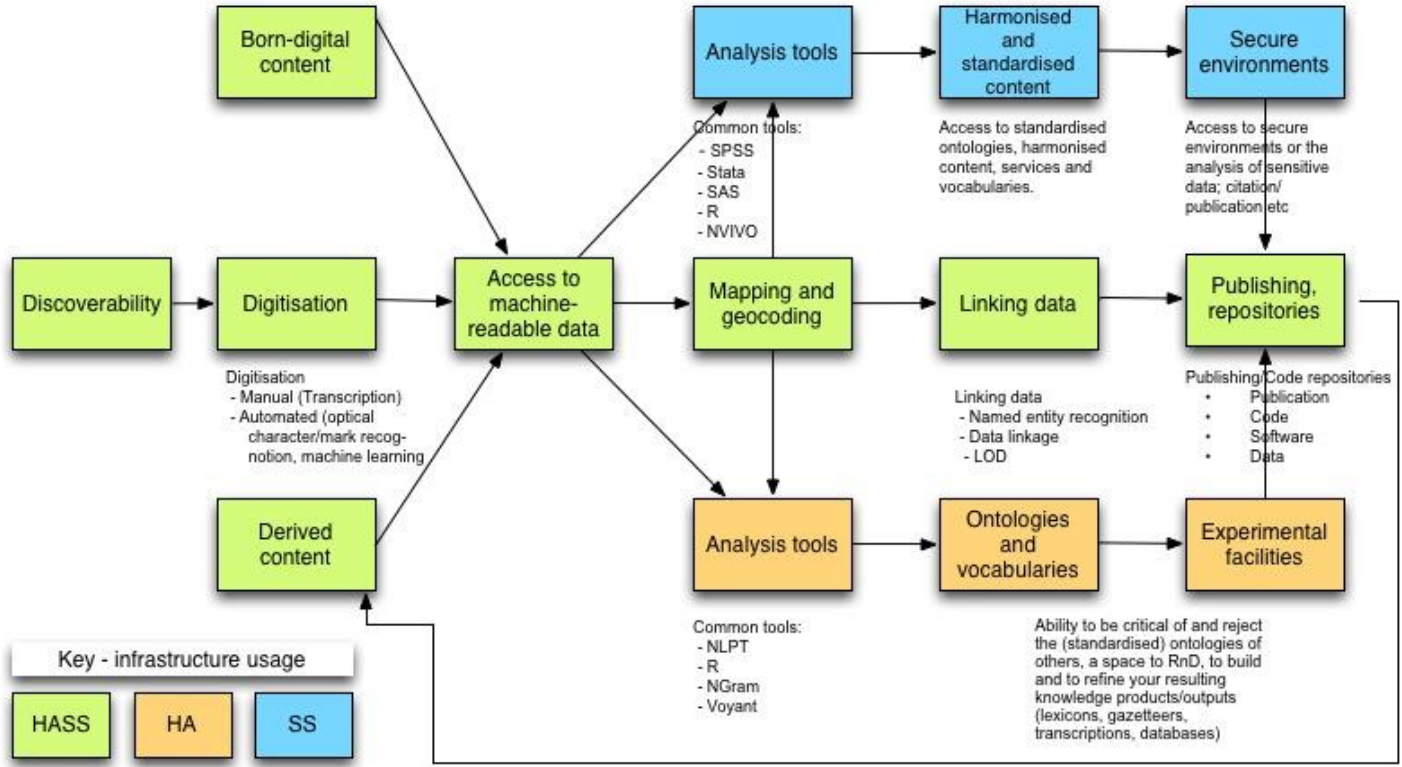 Born-digital
content
Analysis tools
Harmonised
and
standardised
content
Secure
environments
Common tools:
- SPSS
- Stata
- SAS
- R
- NVIVO
Access to standardised
ontologies, harmonised
content, services and
vocabularies.
Access to secure
environments or the
analysis of sensitive
data; citation/
publication etc
Discoverability
Digitisation
Access to
machine-
readable data
Mapping and
geocoding
Linking data
Publishing,
repositories
Digitisation
- Manual (Transcription)
- Automated (optical
character/mark recog-
notion, machine learning
Linking data
- Named entity recognition
- Data linkage
- LOD
Publishing/Code repositories
• Publication
• Code
• Software
• Data
Derived
content
Analysis tools
Ontologies
and
vocabularies
Experimental
facilities
Common tools:
- NLPT
- R
- NGram
- Voyant
Ability to be critical of and reject
the (standardised) ontologies of
others, a space to RnD, to build
and to refine your resulting
knowledge products/outputs
(lexicons, gazetteers,
transcriptions, databases)
Key - infrastructure usage
HASS
HA
SS